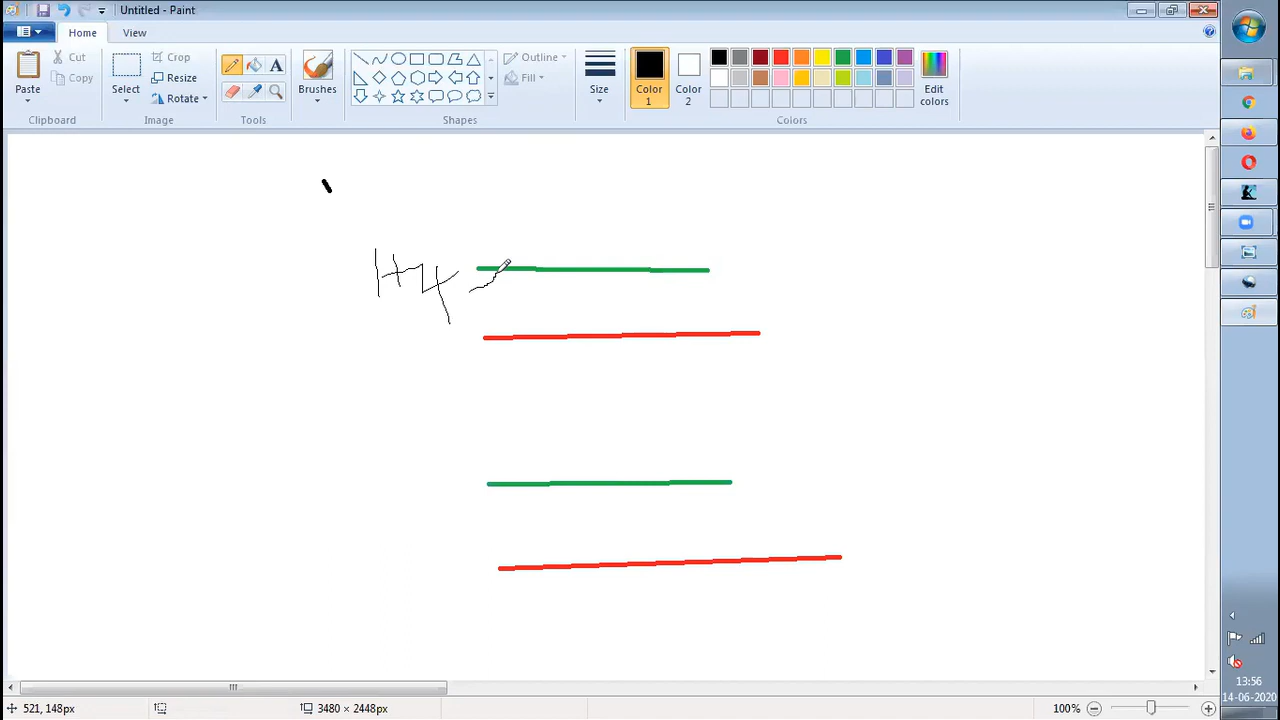 Untitled - Paint
Home View
Paste Cut Copy Select Crop Resize Rotate Brushes Outline Fill Size Color 1 Color 2 Edit colors
Clipboard Image Tools Shapes Colors
H4
521, 148px 3480 × 2448px 100%
13:56
14-06-2020